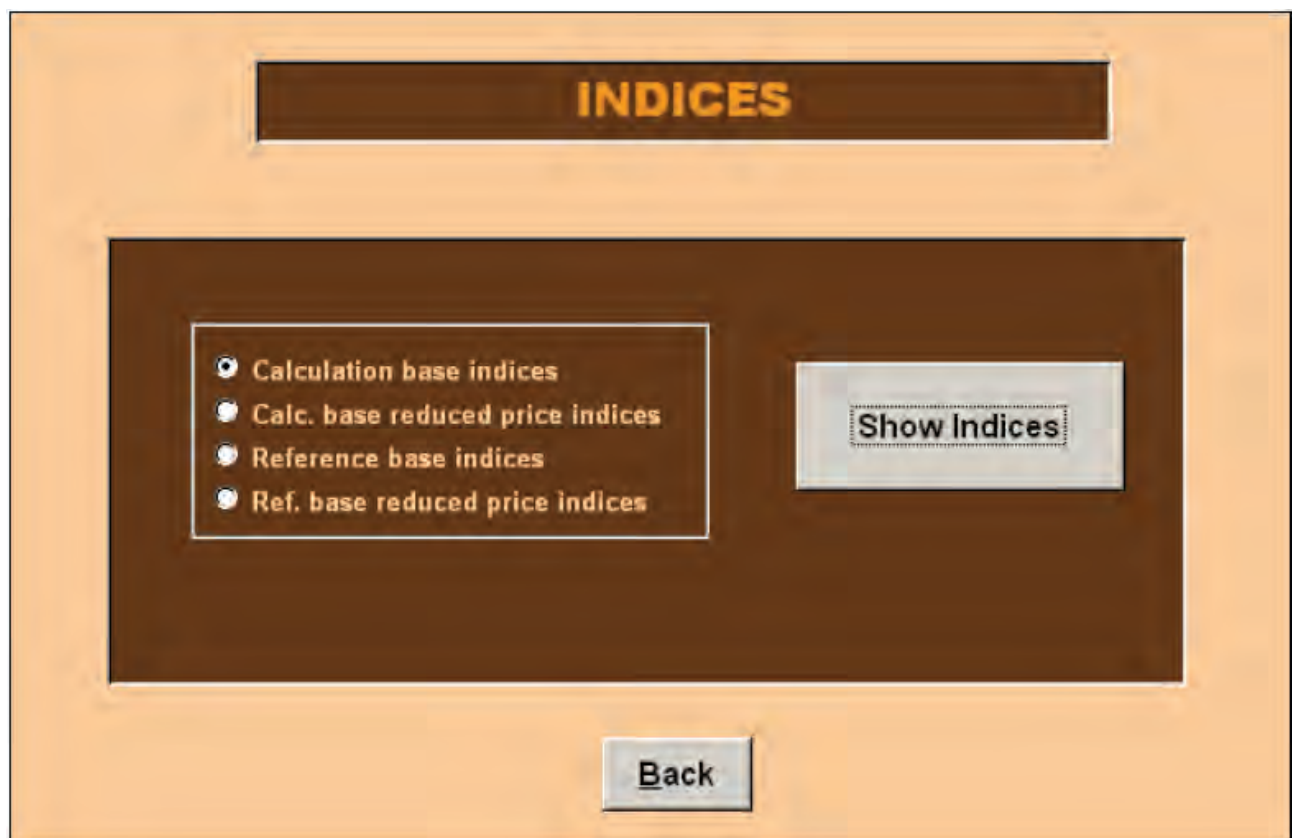 INDICES
Calculation base indices
Calc. base reduced price indices
Reference base indices
Ref. base reduced price indices
Show Indices
Back